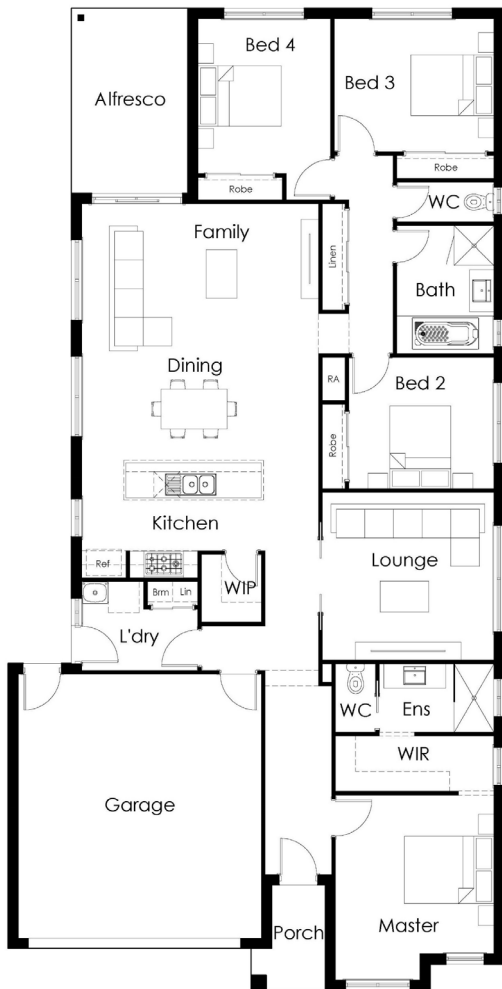 Bed 4
Alfresco
Bed 3
Robe
Robe
WC
Family
Linen
Bath
Dining
RA
Bed 2
Robe
Kitchen
Lounge
Ref
WIP
Brm Lin
L'dry
WC
Ens
WIR
Garage
Master
Porch